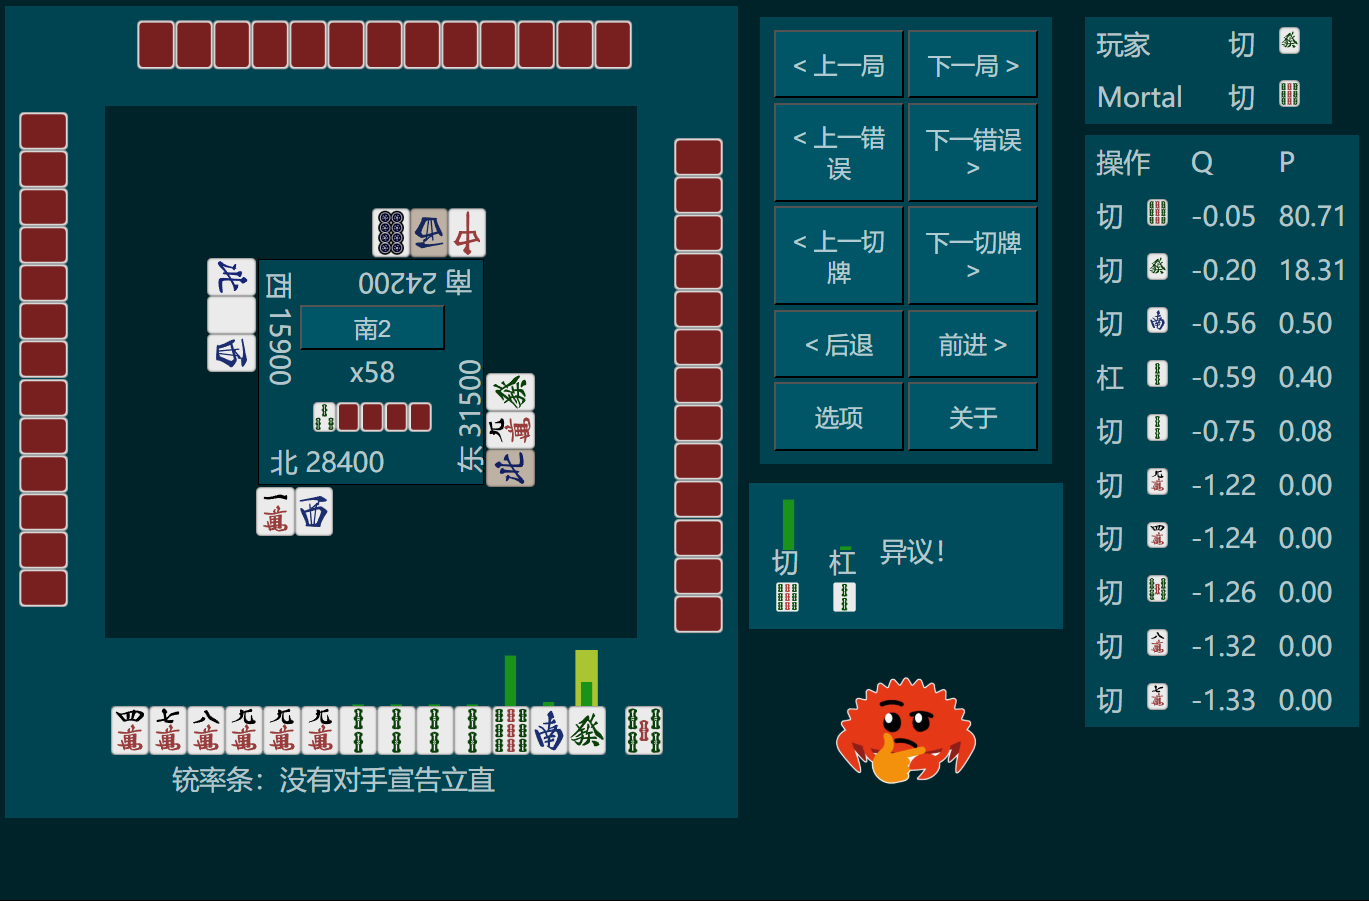 南 24200
西 15900
南2
x58
东 31500
北 28400
铳率条：没有对手宣告立直
< 上一局
下一局 >
< 上一错
误
下一错误
>
< 上一切
牌
下一切牌
>
< 后退
前进 >
选项
关于
切
杠
异议！
玩家 切
Mortal 切
操作 Q P
切 -0.05 80.71
切 -0.20 18.31
切 -0.56 0.50
杠 -0.59 0.40
切 -0.75 0.08
切 -1.22 0.00
切 -1.24 0.00
切 -1.26 0.00
切 -1.32 0.00
切 -1.33 0.00